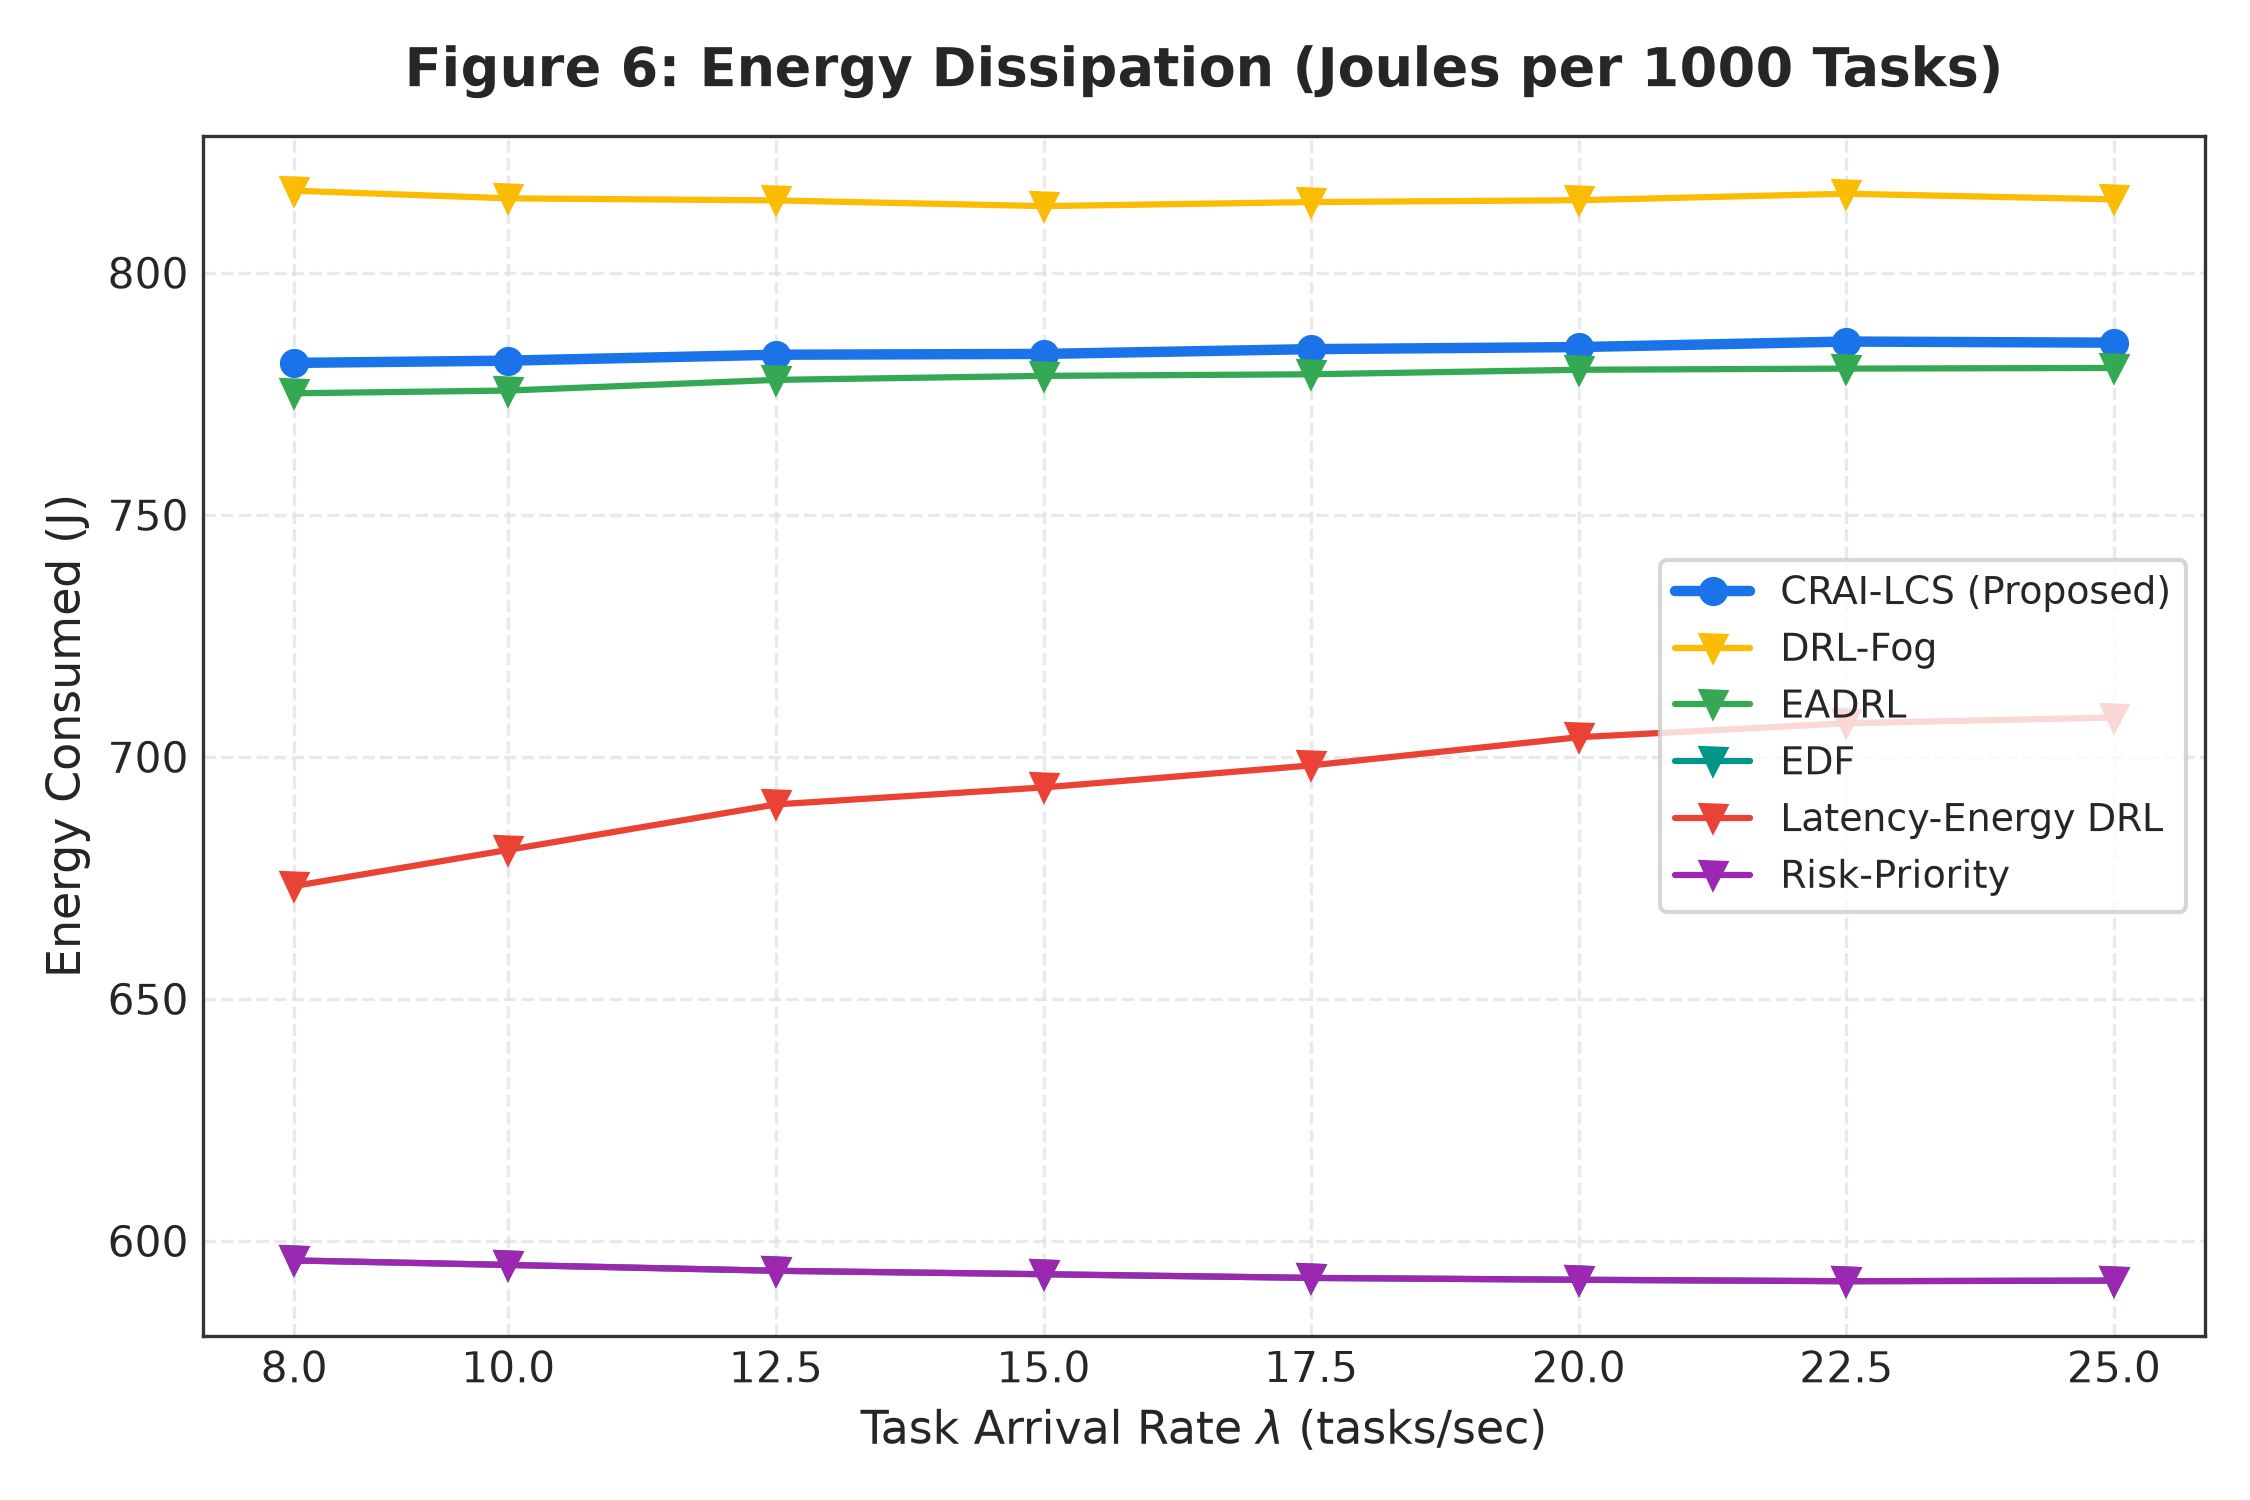 Figure 6: Energy Dissipation (Joules per 1000 Tasks)
Energy Consumed (J)
800
750
700
650
600
CRAI-LCS (Proposed)
DRL-Fog
EADRL
EDF
Latency-Energy DRL
Risk-Priority
8.0 10.0 12.5 15.0 17.5 20.0 22.5 25.0
Task Arrival Rate λ (tasks/sec)